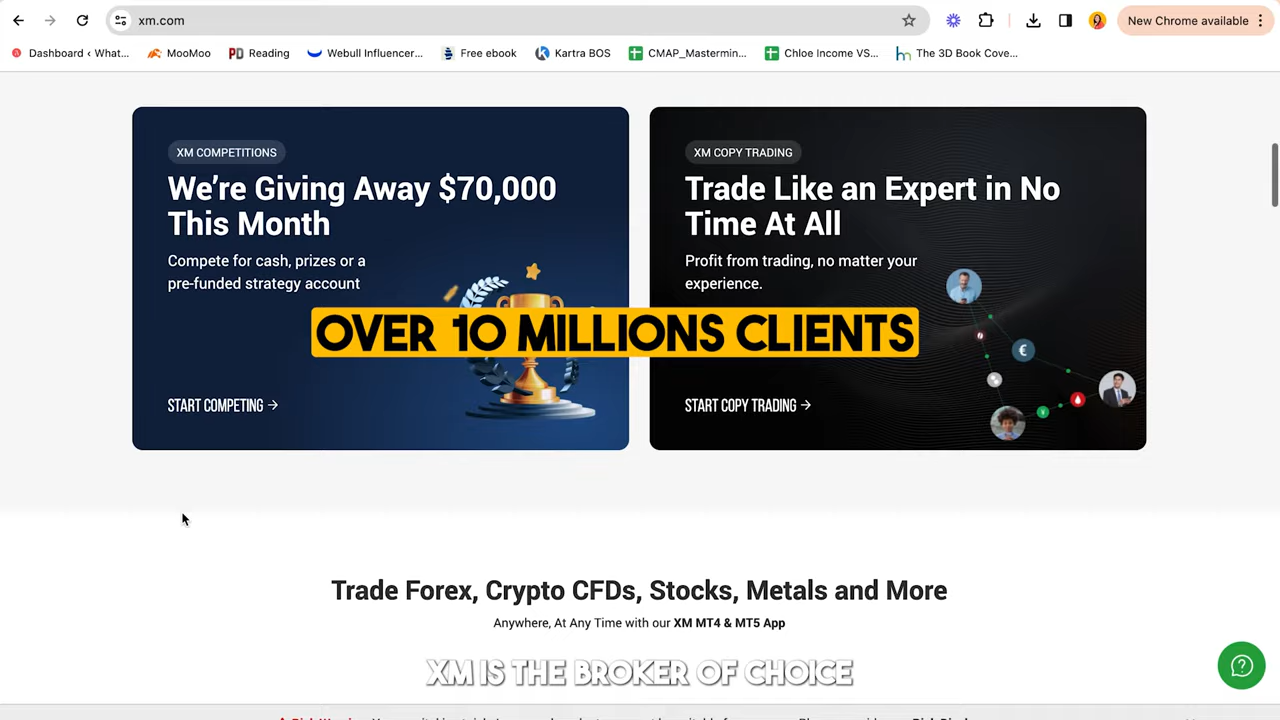 xm.com
New Chrome available
Dashboard ‹ What...
MooMoo
Reading
Webull Influencer...
Free ebook
Kartra BOS
CMAP_Mastermin...
Chloe Income VS...
The 3D Book Cove...
XM COMPETITIONS
We're Giving Away $70,000
This Month
Compete for cash, prizes or a
pre-funded strategy account
START COMPETING →
XM COPY TRADING
Trade Like an Expert in No
Time At All
Profit from trading, no matter your
experience.
START COPY TRADING →
OVER 10 MILLIONS CLIENTS
Trade Forex, Crypto CFDs, Stocks, Metals and More
Anywhere, At Any Time with our XM MT4 & MT5 App
XM IS THE BROKER OF CHOICE